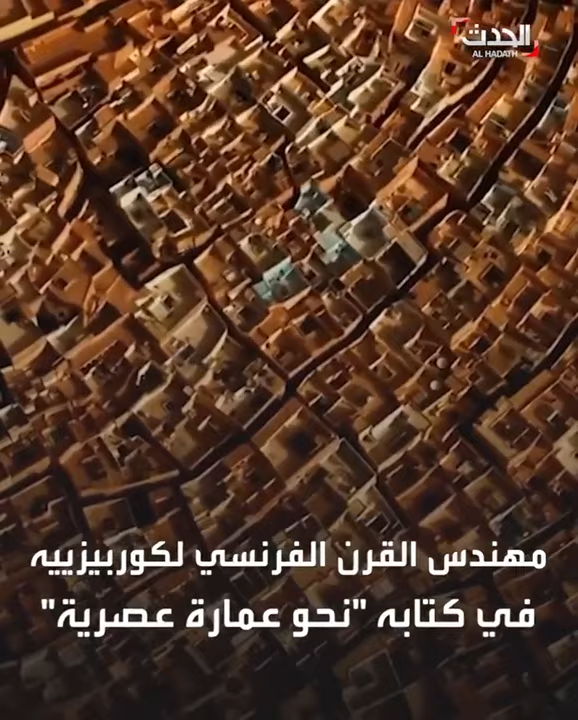 الحدث
AL HADATH
مهندس القرن الفرنسي لكوربيزييه
في كتابه "نحو عمارة عصرية"